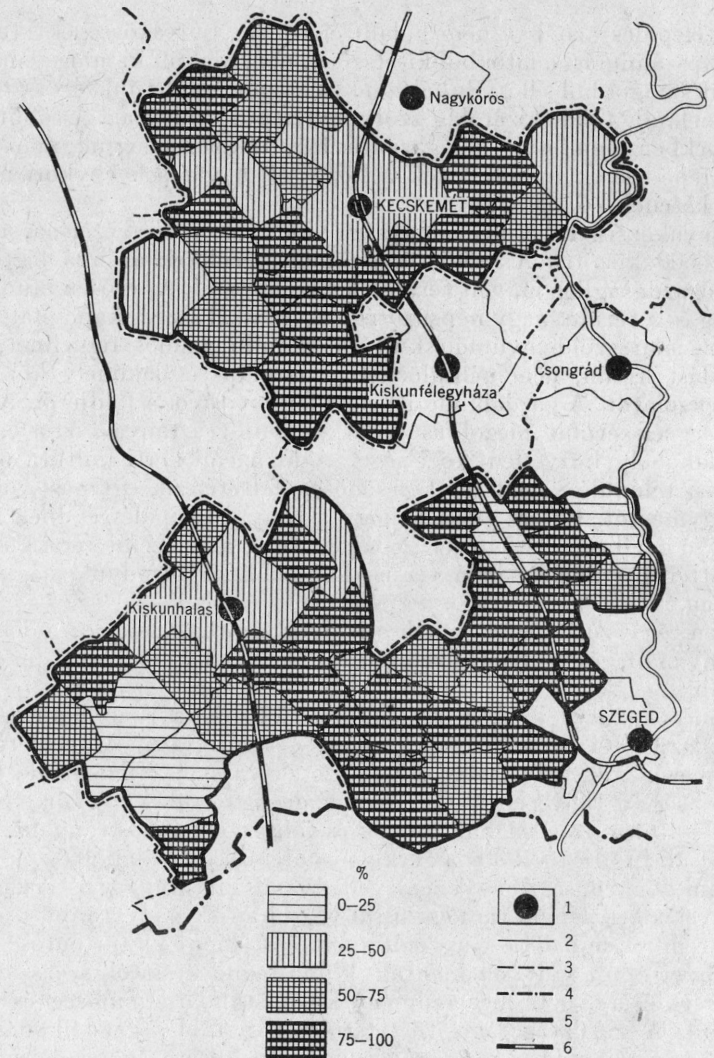 Nagykőrös
KECSKEMÉT
Kiskunfélegyháza
Csongrád
Kiskunhalas
SZEGED
%
0—25
25—50
50—75
75—100
1
2
3
4
5
6